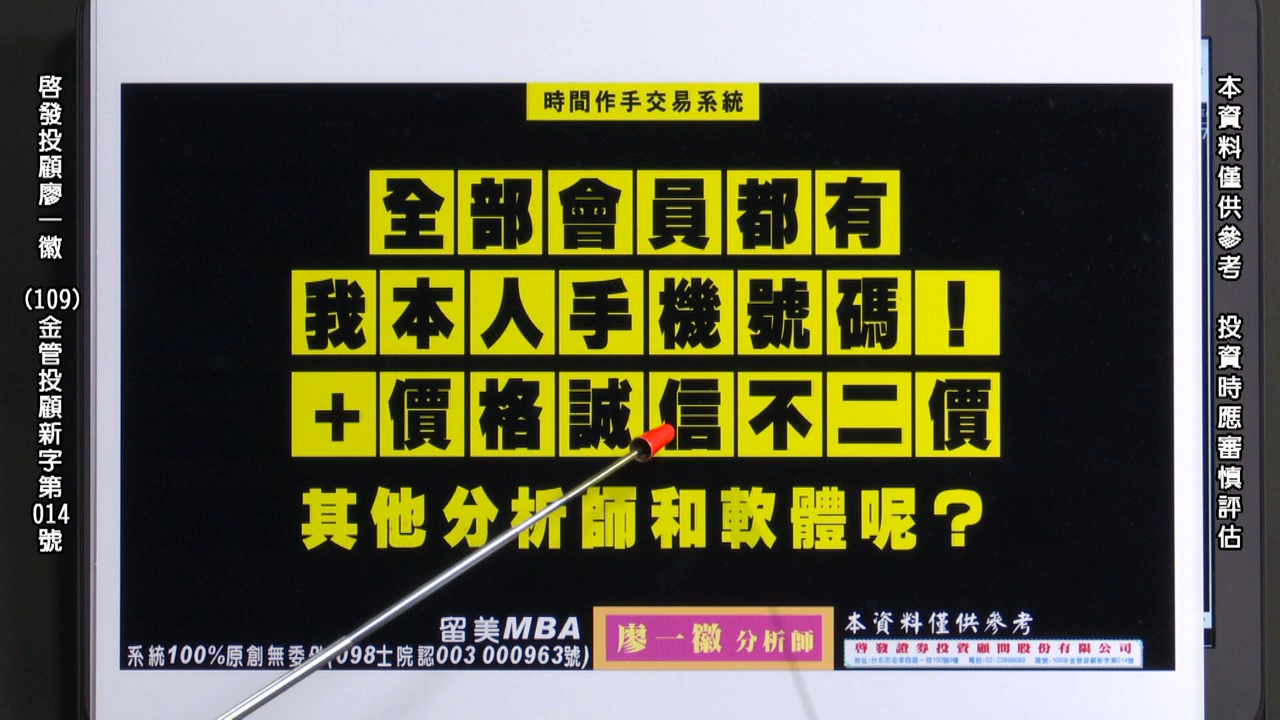 時間作手交易系統
全部會員都有
我本人手機號碼！
＋價格誠信不二價
其他分析師和軟體呢？
留美MBA
系統100%原創無委外(098士院認003 000963號)
廖一徽 分析師
本資料僅供參考
啓發證券投資顧問股份有限公司
啓發投顧廖一徽 (109)金管投顧新字第014號
本資料僅供參考 投資時應審慎評估